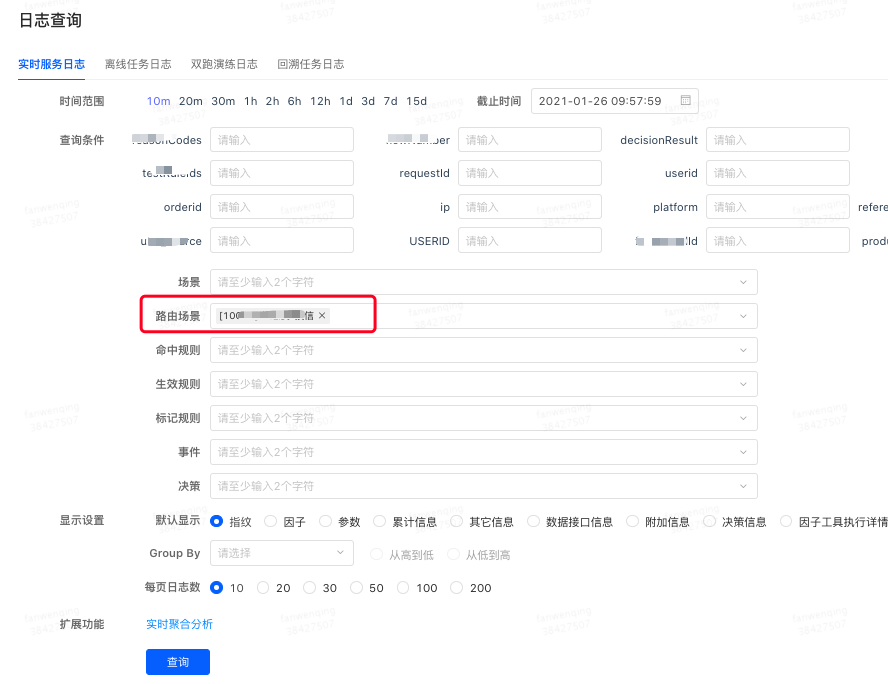 日志查询
实时服务日志 离线任务日志 双跑演练日志 回溯任务日志
时间范围 10m 20m 30m 1h 2h 6h 12h 1d 3d 7d 15d 截止时间 2021-01-26 09:57:59
查询条件 请输入 请输入 decisionResult 请输入
请输入 requestId 请输入 userid 请输入
orderid 请输入 ip 请输入 platform 请输入
请输入 USERID 请输入 请输入
场景 请至少输入2个字符
路由场景
命中规则 请至少输入2个字符
生效规则 请至少输入2个字符
标记规则 请至少输入2个字符
事件 请至少输入2个字符
决策 请至少输入2个字符
显示设置 默认显示 指纹 因子 参数 累计信息 其它信息 数据接口信息 附加信息 决策信息 因子工具执行详情
Group By 请选择 从高到低 从低到高
每页日志数 10 20 30 50 100 200
扩展功能 实时聚合分析
查询